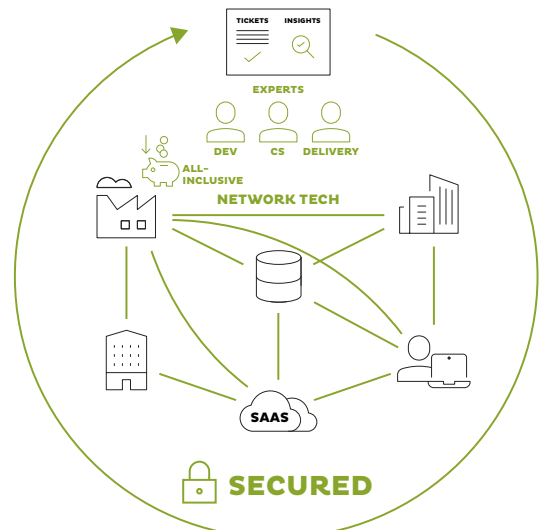 TICKETS INSIGHTS
EXPERTS
DEV CS DELIVERY
ALL-
INCLUSIVE
NETWORK TECH
SAAS
SECURED